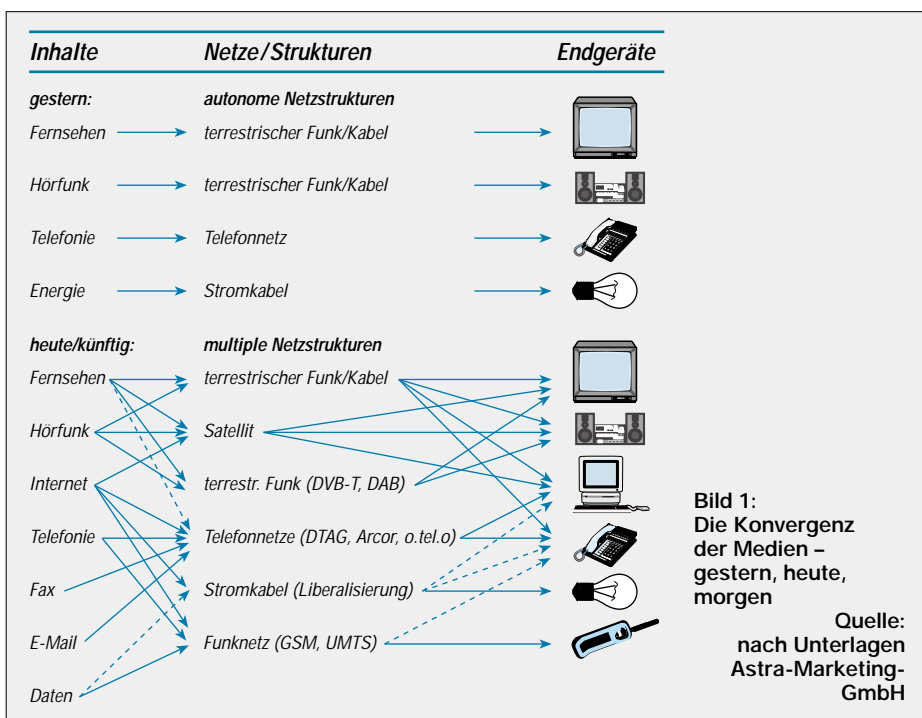 Inhalte Netze/Strukturen Endgeräte
gestern: autonome Netzstrukturen
Fernsehen terrestrischer Funk/Kabel
Hörfunk terrestrischer Funk/Kabel
Telefonie Telefonnetz
Energie Stromkabel
heute/künftig: multiple Netzstrukturen
Fernsehen terrestrischer Funk/Kabel
Hörfunk Satellit
Internet terrestr. Funk (DVB-T, DAB)
Telefonie Telefonnetze (DTAG, Arcor, o.tel.o)
Fax Stromkabel (Liberalisierung)
E-Mail Funknetz (GSM, UMTS)
Daten
Bild 1:
Die Konvergenz
der Medien –
gestern, heute,
morgen
Quelle:
nach Unterlagen
Astra-Marketing-
GmbH